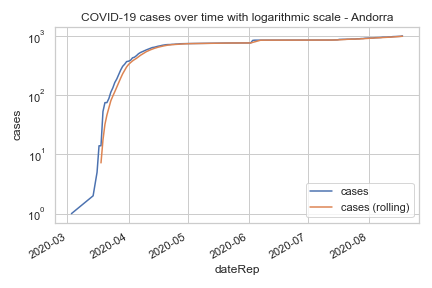 COVID-19 cases over time with logarithmic scale - Andorra
10³
10²
10¹
10⁰
cases
cases
cases (rolling)
2020-03
2020-04
2020-05
2020-06
2020-07
2020-08
dateRep